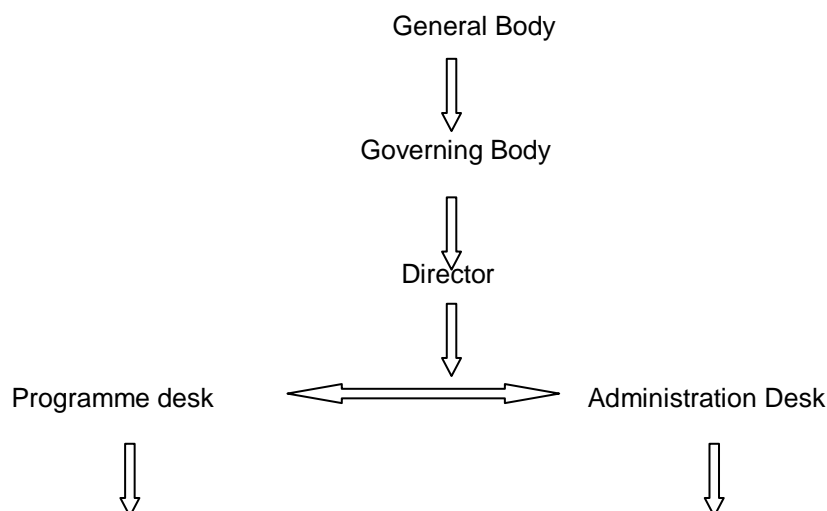 General Body
Governing Body
Director
Programme desk
Administration Desk